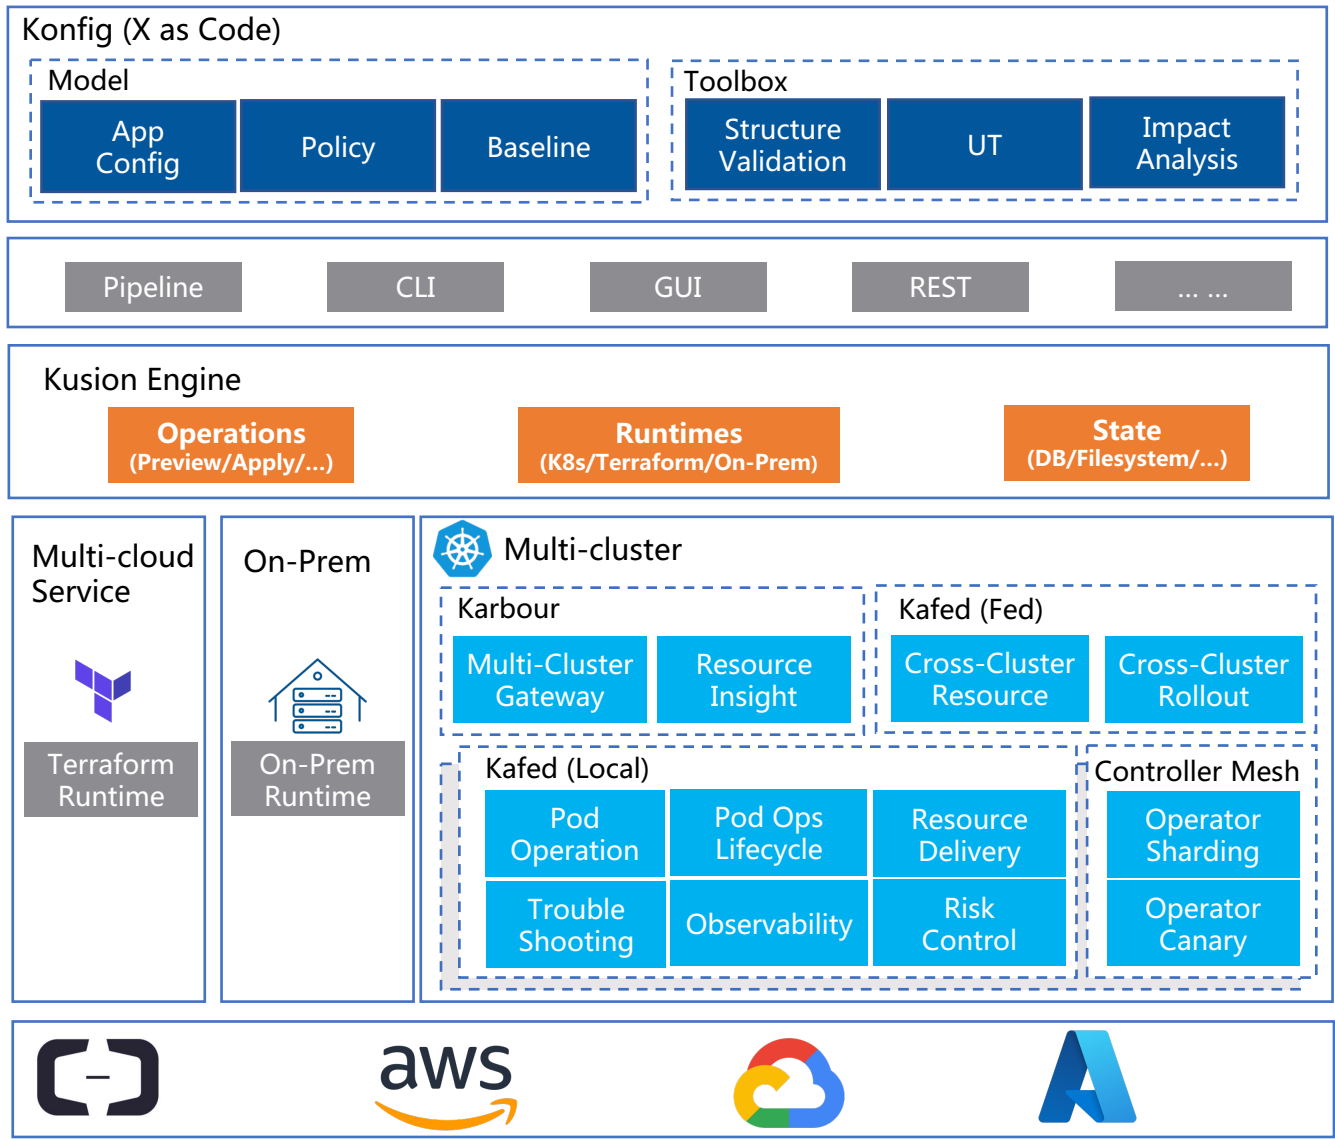 Konfig (X as Code)
Model
App
Config
Policy
Baseline
Toolbox
Structure
Validation
UT
Impact
Analysis
Pipeline
CLI
GUI
REST
... ...
Kusion Engine
Operations
(Preview/Apply/...)
Runtimes
(K8s/Terraform/On-Prem)
State
(DB/Filesystem/...)
Multi-cloud
Service
Terraform
Runtime
On-Prem
On-Prem
Runtime
Multi-cluster
Karbour
Multi-Cluster
Gateway
Resource
Insight
Kafed (Fed)
Cross-Cluster
Resource
Cross-Cluster
Rollout
Kafed (Local)
Pod
Operation
Pod Ops
Lifecycle
Resource
Delivery
Trouble
Shooting
Observability
Risk
Control
Controller Mesh
Operator
Sharding
Operator
Canary
aws